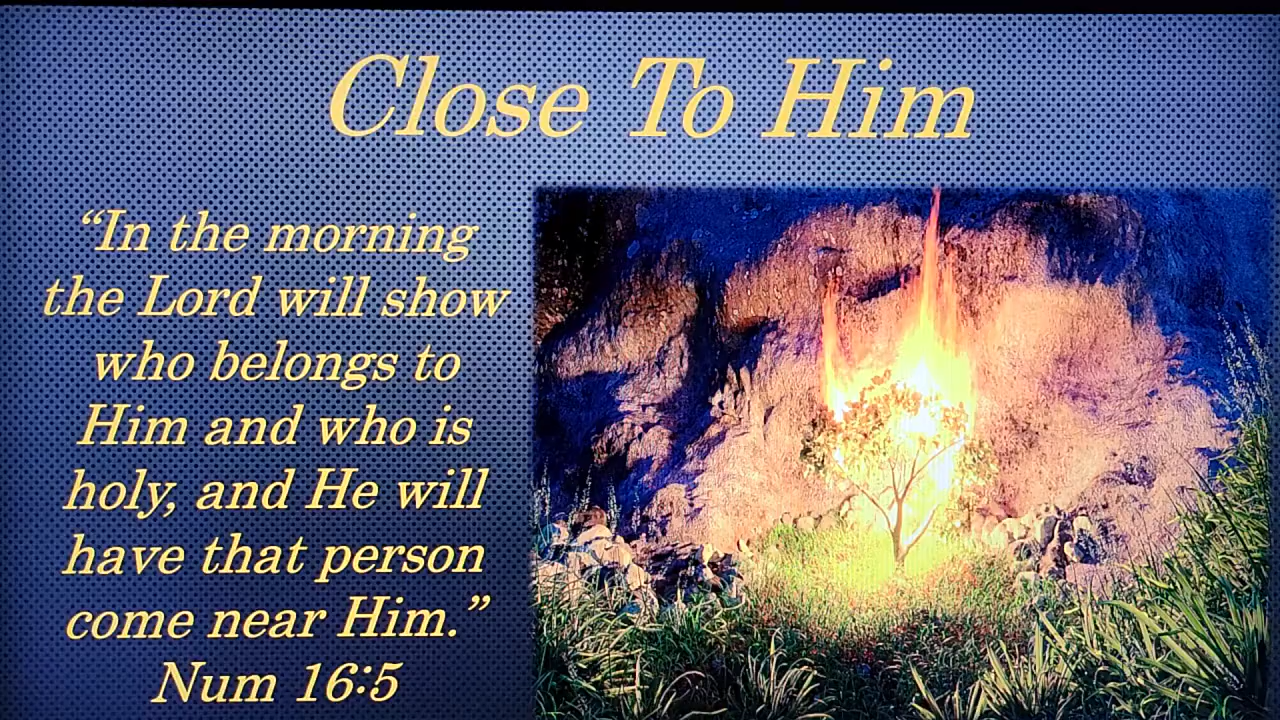 Close To Him
“In the morning
the Lord will show
who belongs to
Him and who is
holy, and He will
have that person
come near Him.”
Num 16:5